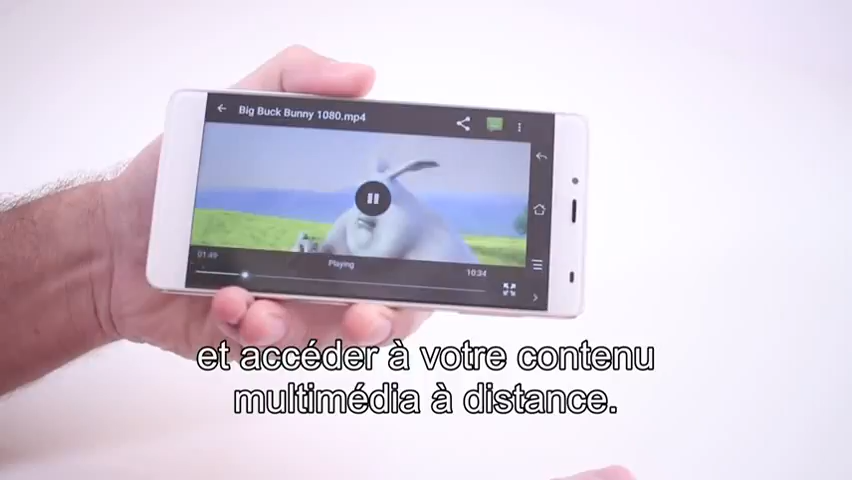 Big Buck Bunny 1080.mp4
01:49
Playing
10:34
et accéder à votre contenu
multimédia à distance.